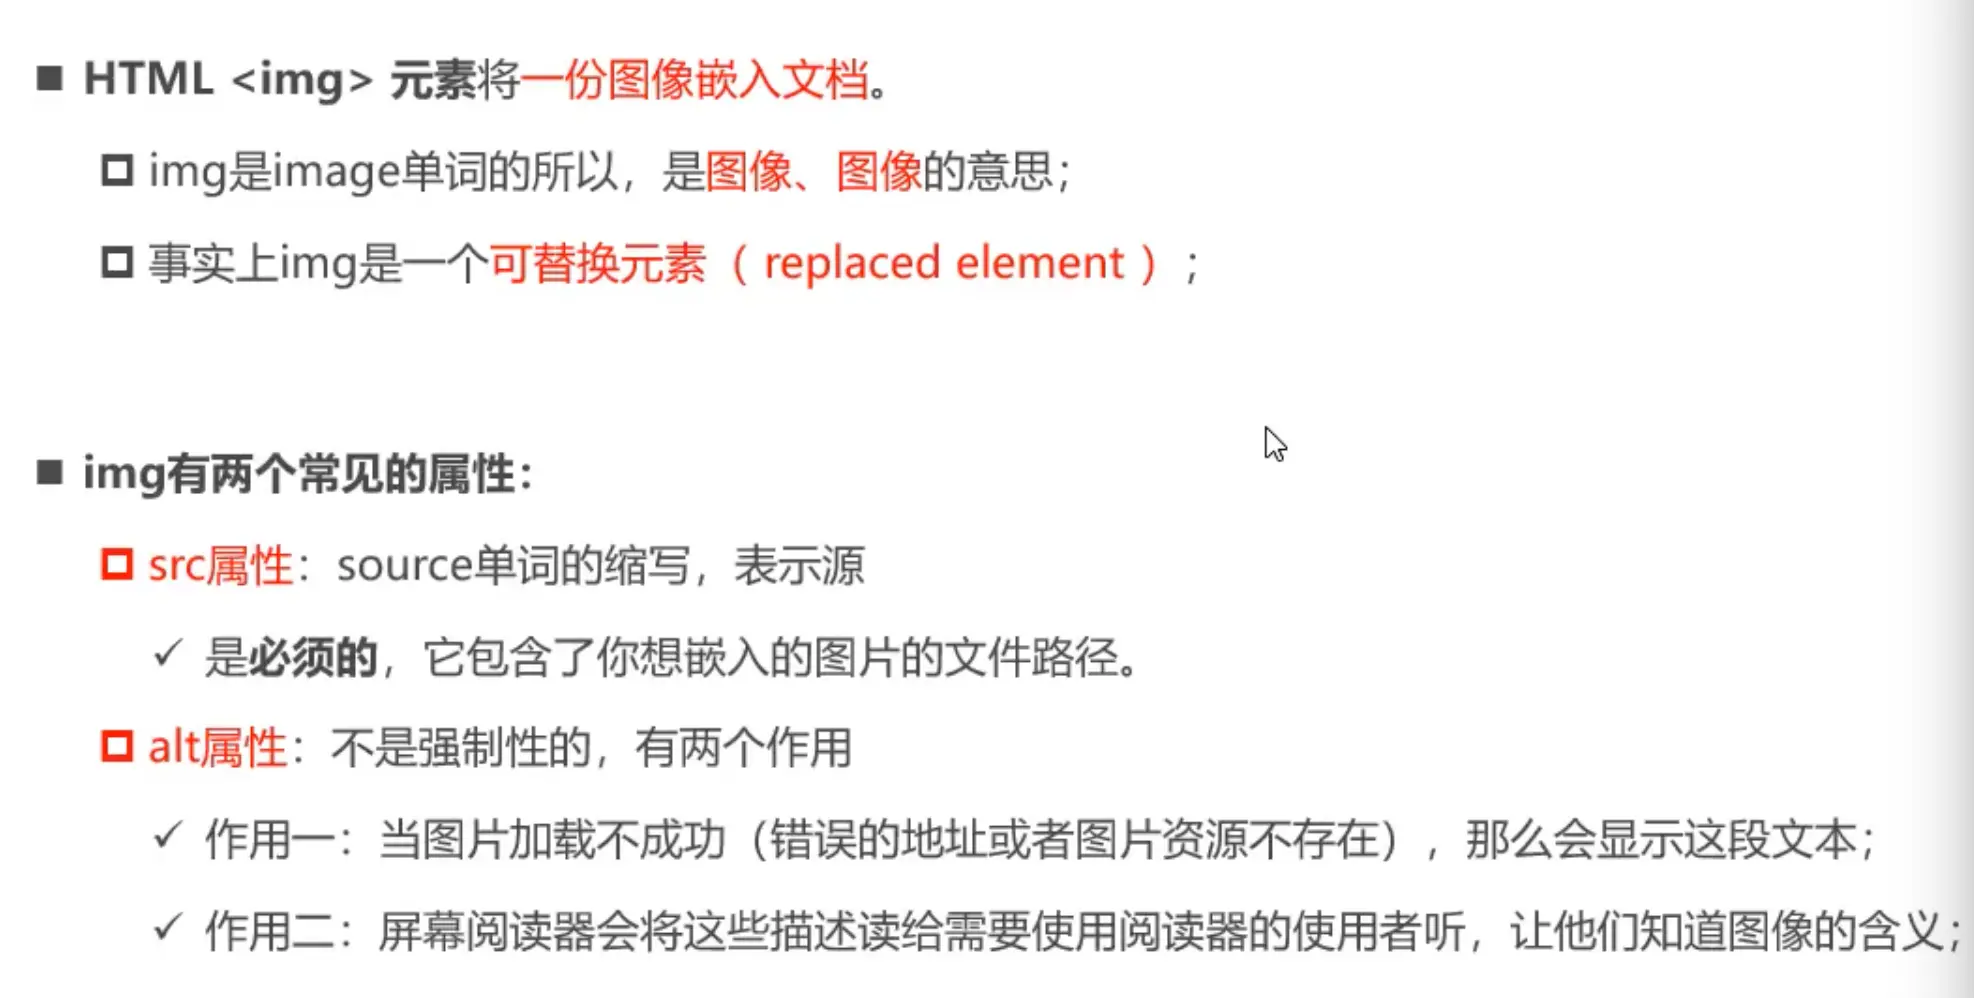 HTML <img> 元素将一份图像嵌入文档。
img是image单词的所以，是图像、图像的意思；
事实上img是一个可替换元素（ replaced element ）；
img有两个常见的属性：
src属性：source单词的缩写，表示源
✓ 是必须的，它包含了你想嵌入的图片的文件路径。
alt属性：不是强制性的，有两个作用
✓ 作用一：当图片加载不成功（错误的地址或者图片资源不存在），那么会显示这段文本；
✓ 作用二：屏幕阅读器会将这些描述读给需要使用阅读器的使用者听，让他们知道图像的含义；